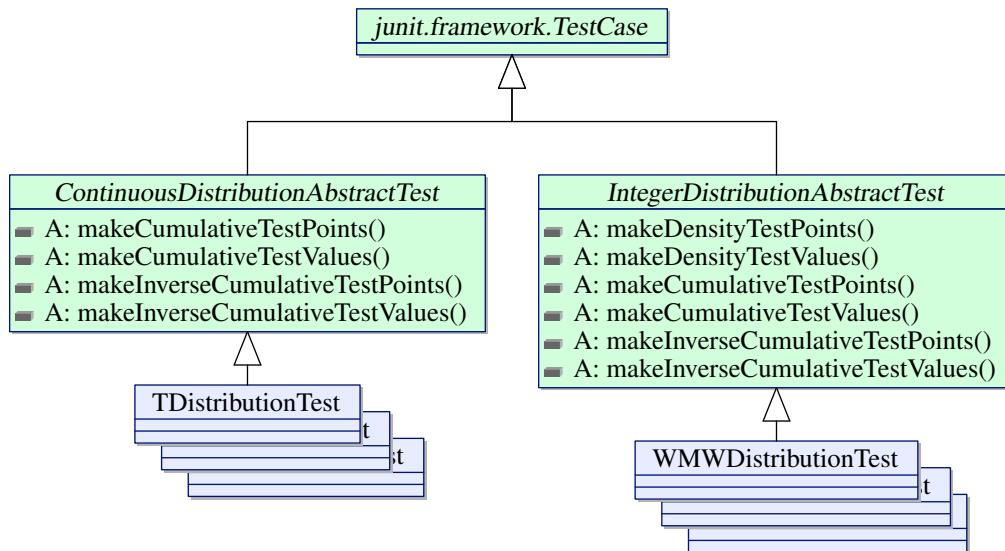 junit.framework.TestCase
ContinuousDistributionAbstractTest
A: makeCumulativeTestPoints()
A: makeCumulativeTestValues()
A: makeInverseCumulativeTestPoints()
A: makeInverseCumulativeTestValues()
TDistributionTest
IntegerDistributionAbstractTest
A: makeDensityTestPoints()
A: makeDensityTestValues()
A: makeCumulativeTestPoints()
A: makeCumulativeTestValues()
A: makeInverseCumulativeTestPoints()
A: makeInverseCumulativeTestValues()
WMWDistributionTest